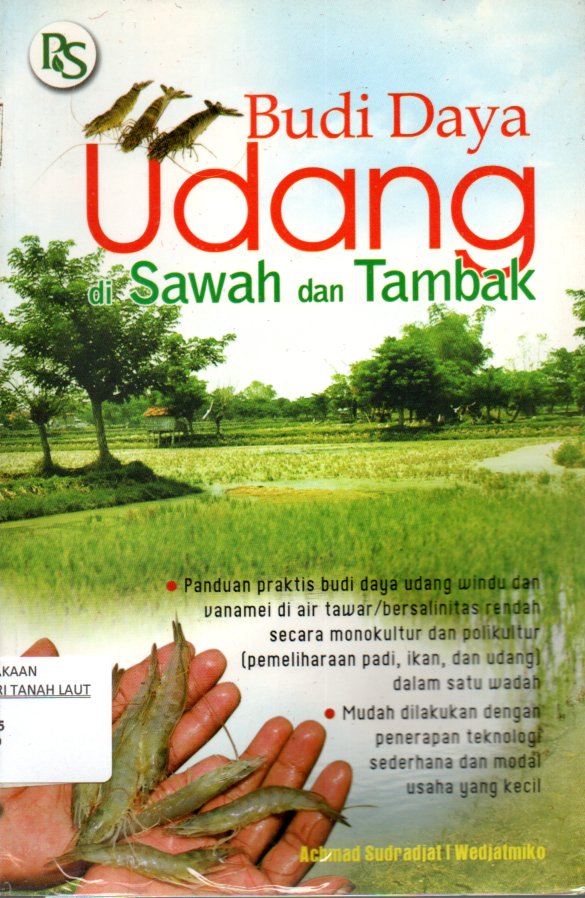 PS
Budi Daya
Udang
di Sawah dan Tambak
• Panduan praktis budi daya udang windu dan
vanamei di air tawar/bersalinitas rendah
secara monokultur dan polikultur
(pemeliharaan padi, ikan, dan udang)
dalam satu wadah
• Mudah dilakukan dengan
penerapan teknologi
sederhana dan modal
usaha yang kecil
AKAAN
RI TANAH LAUT
Achmad Sudradjat I Wedjatmiko